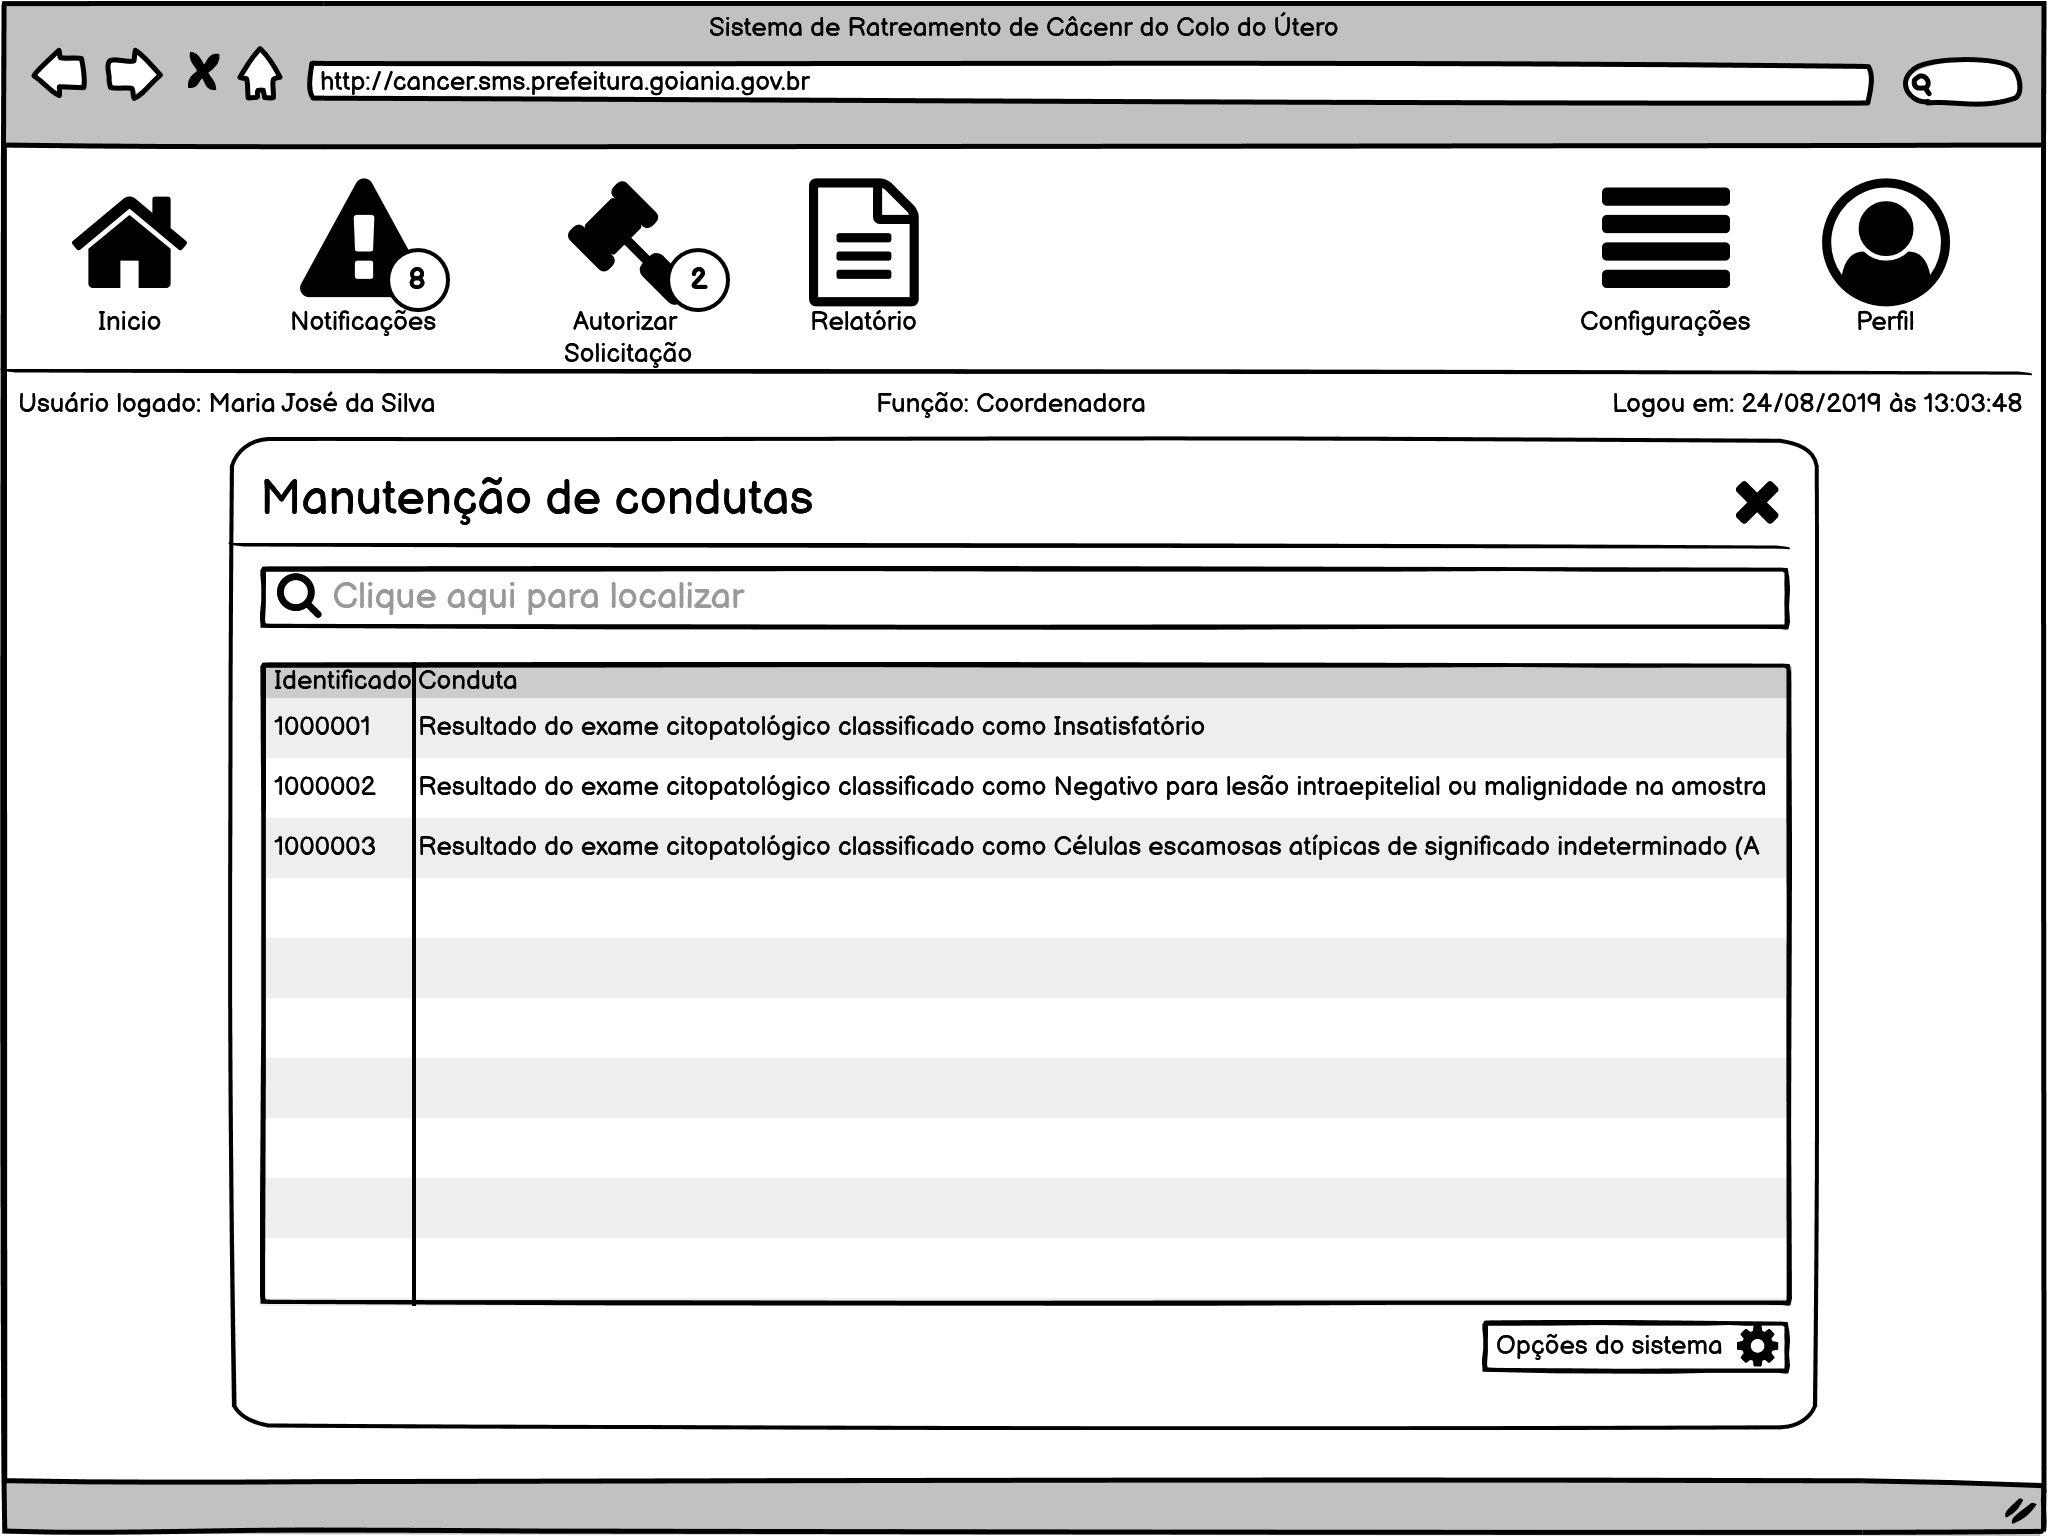 Sistema de Ratreamento de Câcenr do Colo do Útero
http://cancer.sms.prefeitura.goiania.gov.br
8
2
Inicio
Notificações
Autorizar
Solicitação
Relatório
Configurações
Perfil
Usuário logado: Maria José da Silva
Função: Coordenadora
Logou em: 24/08/2019 às 13:03:48
Manutenção de condutas
Clique aqui para localizar
Identificado Conduta
1000001 Resultado do exame citopatológico classificado como Insatisfatório
1000002 Resultado do exame citopatológico classificado como Negativo para lesão intraepitelial ou malignidade na amostra
1000003 Resultado do exame citopatológico classificado como Células escamosas atípicas de significado indeterminado (A
Opções do sistema